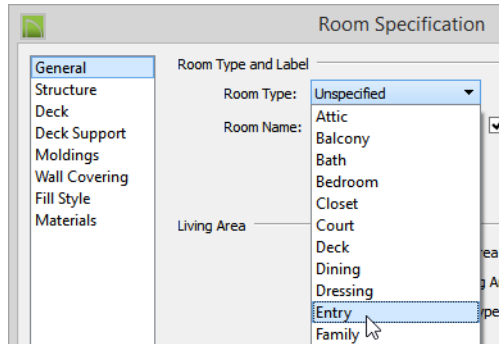 Room Specification
General
Structure
Deck
Deck Support
Moldings
Wall Covering
Fill Style
Materials
Room Type and Label
Room Type: Unspecified
Room Name:
Attic
Balcony
Bath
Bedroom
Closet
Court
Deck
Dining
Dressing
Entry
Family
Living Area